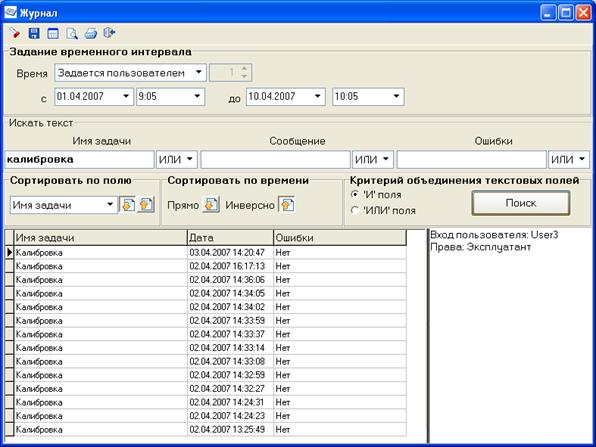 Журнал
Задание временного интервала
Время Задается пользователем 1
с 01.04.2007 9:05 до 10.04.2007 10:05
Искать текст
Имя задачи Сообщение Ошибки
калибровка ИЛИ ИЛИ ИЛИ
Сортировать по полю Сортировать по времени Критерий объединения текстовых полей
Имя задачи Прямо Инверсно 'И' поля Поиск
'ИЛИ' поля
Имя задачи Дата Ошибки Вход пользователя: User3
Калибровка 03.04.2007 14:20:47 Нет Права: Эксплуатант
Калибровка 02.04.2007 16:17:13 Нет
Калибровка 02.04.2007 14:36:06 Нет
Калибровка 02.04.2007 14:34:05 Нет
Калибровка 02.04.2007 14:34:02 Нет
Калибровка 02.04.2007 14:33:59 Нет
Калибровка 02.04.2007 14:33:37 Нет
Калибровка 02.04.2007 14:33:14 Нет
Калибровка 02.04.2007 14:33:08 Нет
Калибровка 02.04.2007 14:32:59 Нет
Калибровка 02.04.2007 14:32:27 Нет
Калибровка 02.04.2007 14:24:31 Нет
Калибровка 02.04.2007 14:24:23 Нет
Калибровка 02.04.2007 13:25:49 Нет